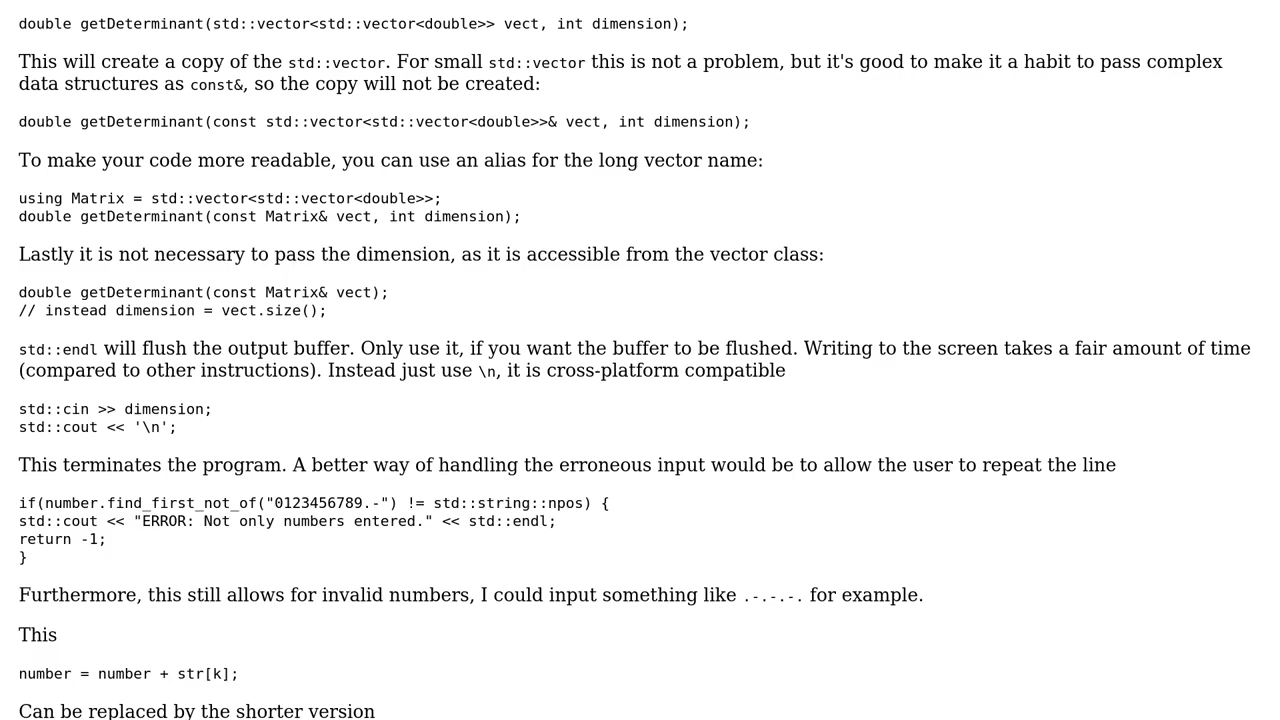 double getDeterminant(std::vector<std::vector<double>> vect, int dimension);
This will create a copy of the std::vector. For small std::vector this is not a problem, but it's good to make it a habit to pass complex
data structures as const&, so the copy will not be created:
double getDeterminant(const std::vector<std::vector<double>>& vect, int dimension);
To make your code more readable, you can use an alias for the long vector name:
using Matrix = std::vector<std::vector<double>>;
double getDeterminant(const Matrix& vect, int dimension);
Lastly it is not necessary to pass the dimension, as it is accessible from the vector class:
double getDeterminant(const Matrix& vect);
// instead dimension = vect.size();
std::endl will flush the output buffer. Only use it, if you want the buffer to be flushed. Writing to the screen takes a fair amount of time
(compared to other instructions). Instead just use \n, it is cross-platform compatible
std::cin >> dimension;
std::cout << '\n';
This terminates the program. A better way of handling the erroneous input would be to allow the user to repeat the line
if(number.find_first_not_of("0123456789.-") != std::string::npos) {
std::cout << "ERROR: Not only numbers entered." << std::endl;
return -1;
}
Furthermore, this still allows for invalid numbers, I could input something like .-.-.-. for example.
This
number = number + str[k];
Can be replaced by the shorter version